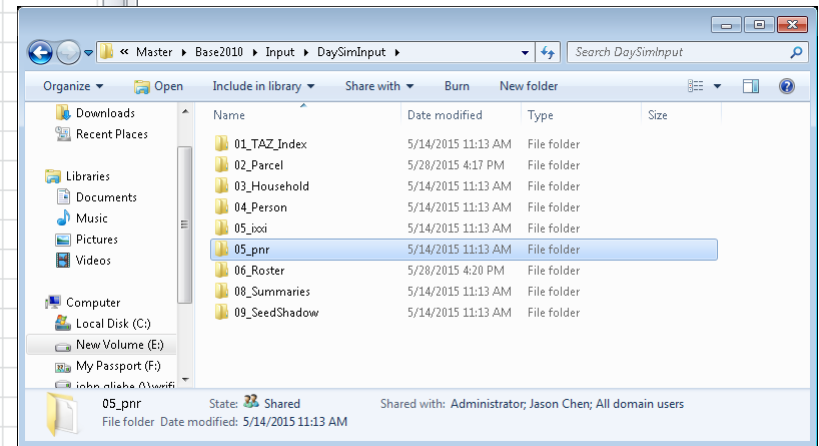 « Master ▸ Base2010 ▸ Input ▸ DaySimInput ▸ Search DaySimInput
Organize ▾ Open Include in library ▾ Share with ▾ Burn New folder
Downloads
Recent Places
Libraries
Documents
Music
Pictures
Videos
Computer
Local Disk (C:)
New Volume (E:)
My Passport (F:)
Name Date modified Type Size
01_TAZ_Index 5/14/2015 11:13 AM File folder
02_Parcel 5/28/2015 4:17 PM File folder
03_Household 5/14/2015 11:13 AM File folder
04_Person 5/14/2015 11:13 AM File folder
05_ixxi 5/14/2015 11:13 AM File folder
05_pnr 5/14/2015 11:13 AM File folder
06_Roster 5/28/2015 4:20 PM File folder
08_Summaries 5/14/2015 11:13 AM File folder
09_SeedShadow 5/14/2015 11:13 AM File folder
05_pnr State: Shared Shared with: Administrator; Jason Chen; All domain users
File folder Date modified: 5/14/2015 11:13 AM